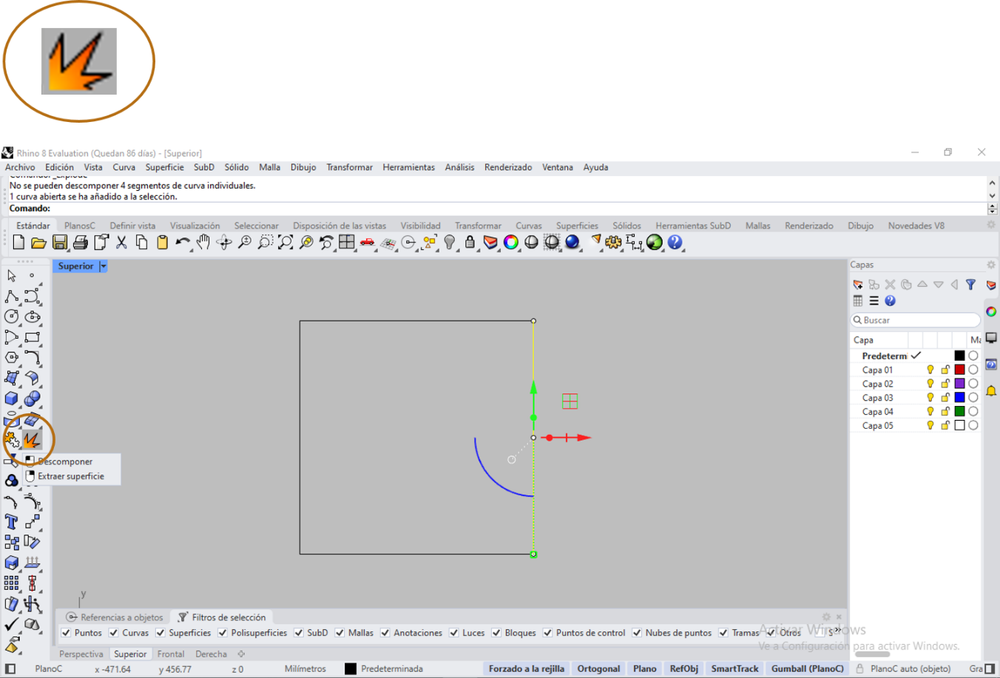 Rhino 8 Evaluation (Quedan 86 días) - [Superior]
Archivo Edición Vista Curva Superficie SubD Sólido Malla Dibujo Transformar Herramientas Análisis Renderizado Ventana Ayuda
No se pueden descomponer 4 segmentos de curva individuales.
1 curva abierta se ha añadido a la selección.
Comando:
Estándar PlanosC Definir vista Visualización Seleccionar Disposición de las vistas Visibilidad Transformar Curvas Superficies Sólidos Herramientas SubD Mallas Renderizado Dibujo Novedades V8
Superior
Capas
Buscar
Capa Ma
Predetermi
Capa 01
Capa 02
Capa 03
Capa 04
Capa 05
Descomponer
Extraer superficie
y
Referencias a objetos Filtros de selección
Puntos Curvas Superficies Polisuperficies SubD Mallas Anotaciones Luces Bloques Puntos de control Nubes de puntos Tramas Otros
Activar Windows
Ve a Configuración para activar Windows.
Perspectiva Superior Frontal Derecha
PlanoC x -471.64 y 456.77 z 0 Milímetros Predeterminada Forzado a la rejilla Ortogonal Plano RefObj SmartTrack Gumball (PlanoC) PlanoC auto (objeto) Gra